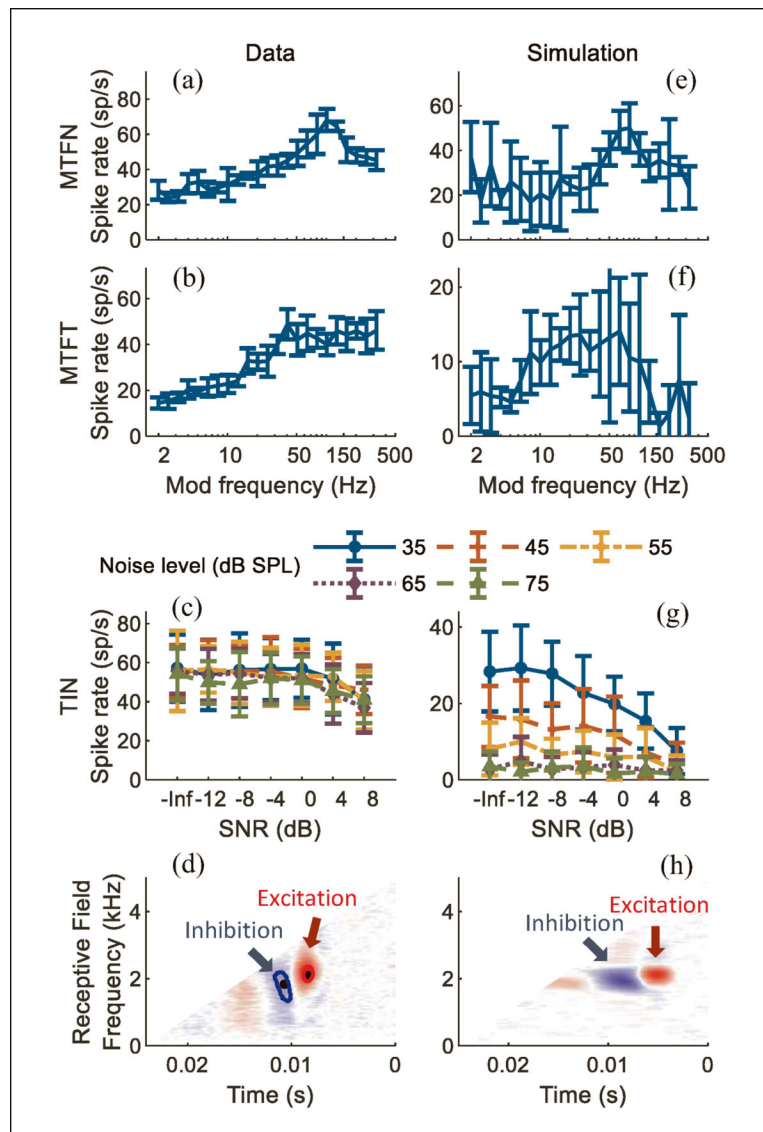 Data
Simulation
(a)
(e)
MTFN
Spike rate (sp/s)
80
60
40
20
0
60
40
20
0
(b)
(f)
MTFT
Spike rate (sp/s)
60
40
20
0
20
10
0
2
10
50
150
500
2
10
50
150
500
Mod frequency (Hz)
Mod frequency (Hz)
Noise level (dB SPL)
35
45
55
65
75
(c)
(g)
TIN
Spike rate (sp/s)
80
60
40
20
0
40
20
0
-Inf -12 -8 -4 0 4 8
-Inf -12 -8 -4 0 4 8
SNR (dB)
SNR (dB)
(d)
(h)
Receptive Field
Frequency (kHz)
4
2
0
4
2
0
Excitation
Inhibition
Excitation
Inhibition
0.02 0.01 0
0.02 0.01 0
Time (s)
Time (s)